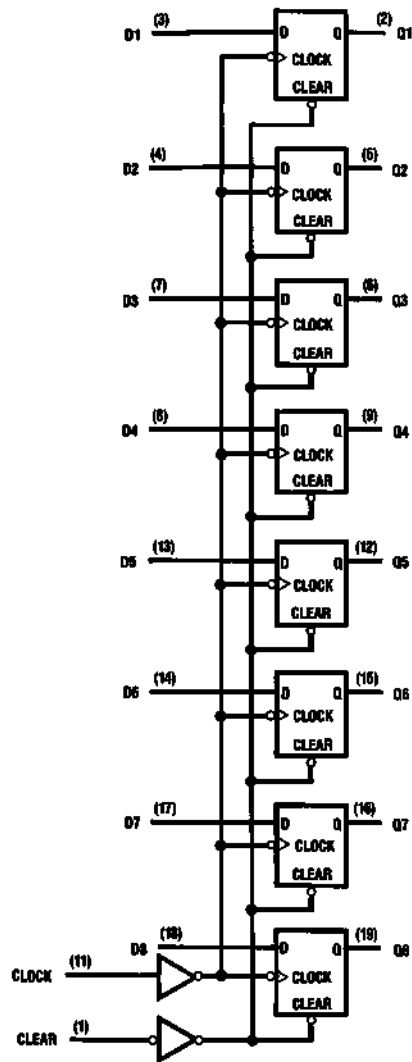 D1 (3) D Q (2) Q1
CLOCK
CLEAR
D2 (4) D Q (5) Q2
CLOCK
CLEAR
D3 (7) D Q (6) Q3
CLOCK
CLEAR
D4 (8) D Q (9) Q4
CLOCK
CLEAR
D5 (13) D Q (12) Q5
CLOCK
CLEAR
D6 (14) D Q (15) Q6
CLOCK
CLEAR
D7 (17) D Q (16) Q7
CLOCK
CLEAR
D8 (18) D Q (19) Q8
CLOCK (11) CLOCK
CLEAR
CLEAR (1)